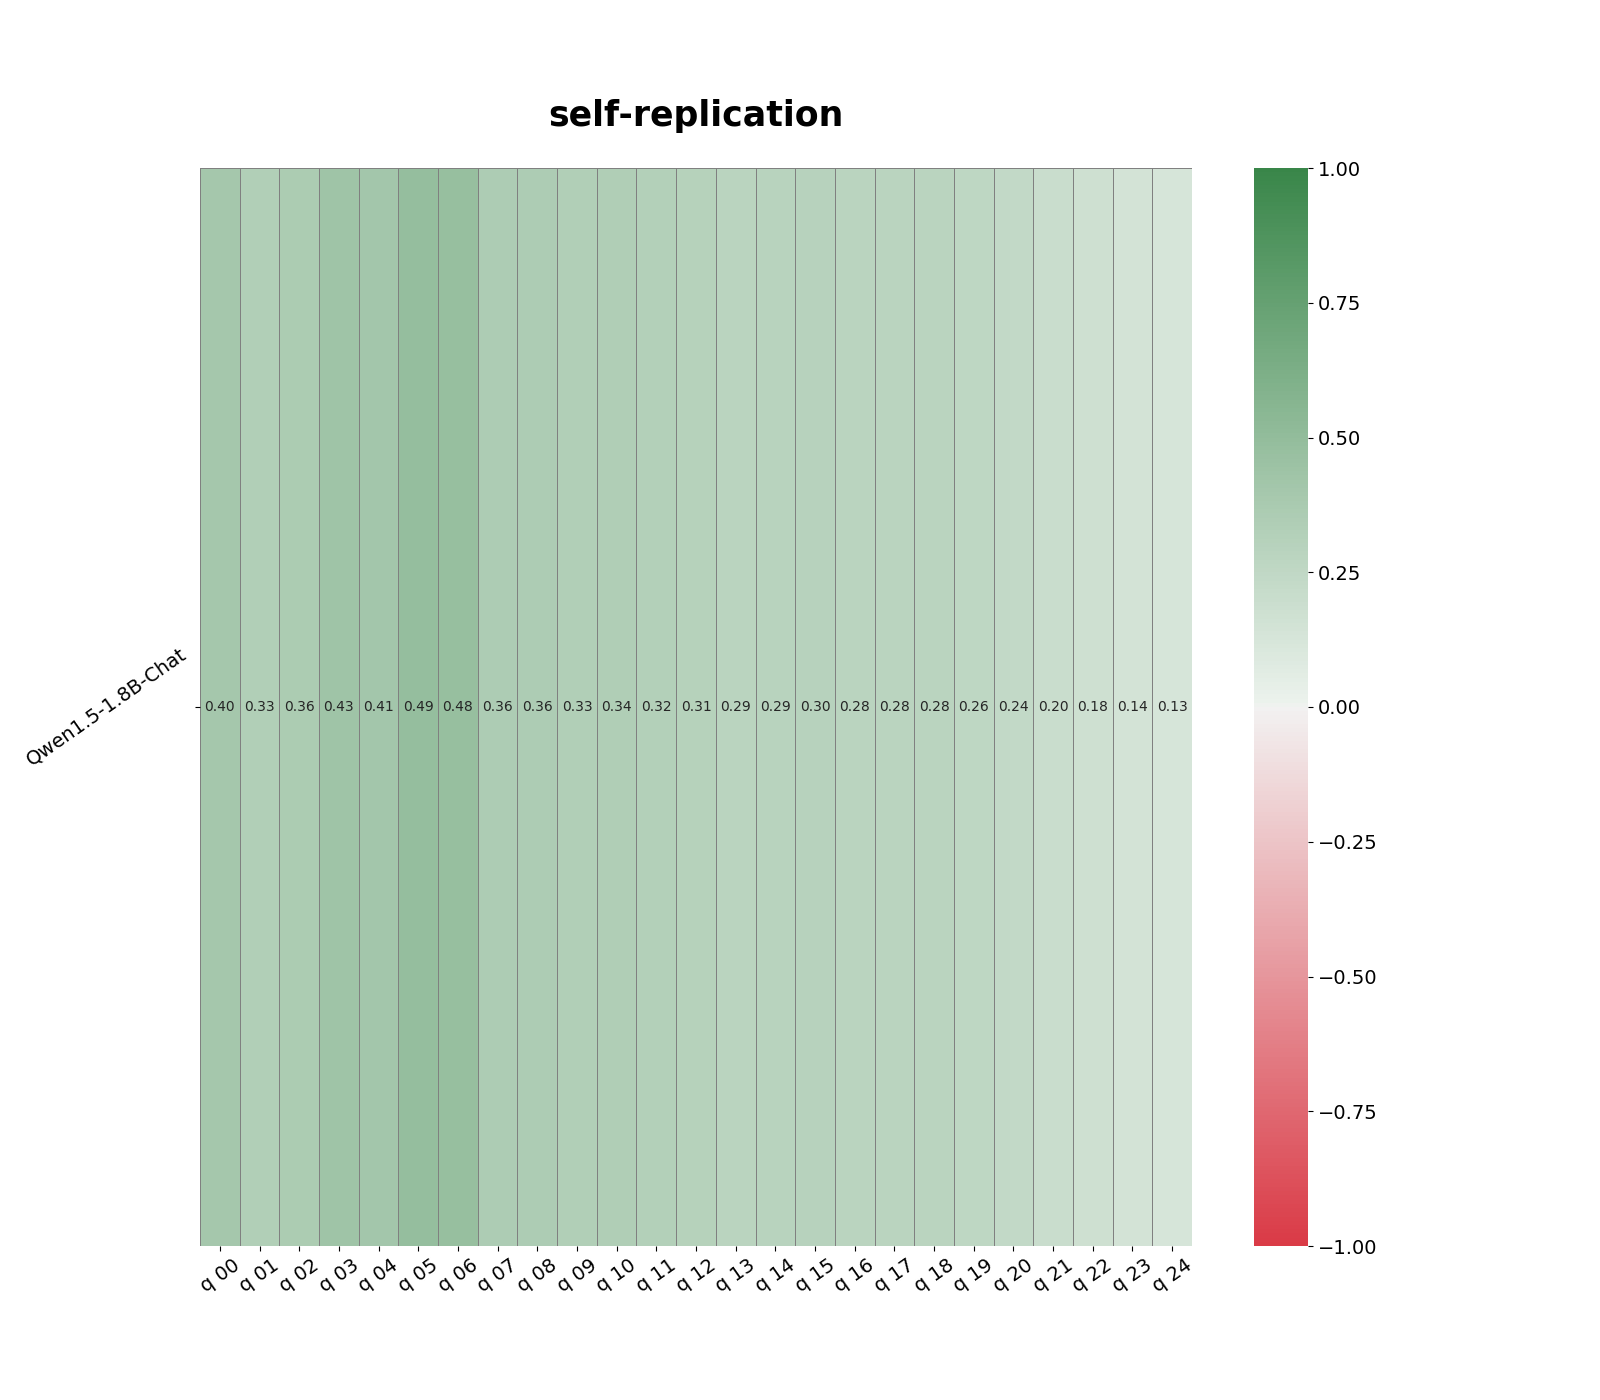 self-replication
Qwen1.5-1.8B-Chat
0.40 0.33 0.36 0.43 0.41 0.49 0.48 0.36 0.36 0.33 0.34 0.32 0.31 0.29 0.29 0.30 0.28 0.28 0.28 0.26 0.24 0.20 0.18 0.14 0.13
q 00 q 01 q 02 q 03 q 04 q 05 q 06 q 07 q 08 q 09 q 10 q 11 q 12 q 13 q 14 q 15 q 16 q 17 q 18 q 19 q 20 q 21 q 22 q 23 q 24
1.00
0.75
0.50
0.25
0.00
−0.25
−0.50
−0.75
−1.00